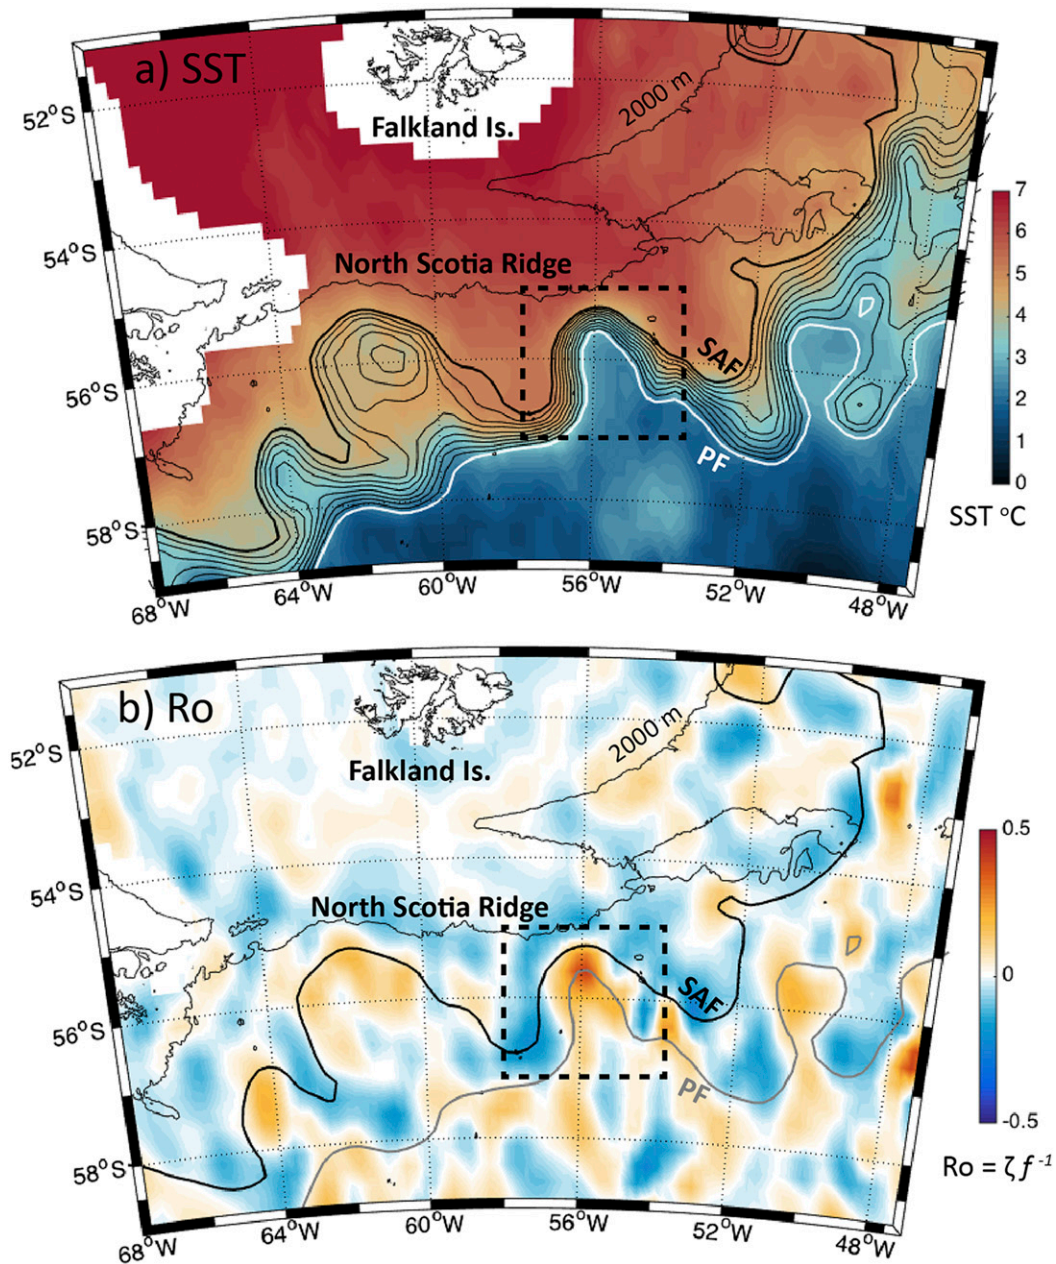 a) SST
Falkland Is.
2000 m
52°S
54°S
56°S
58°S
North Scotia Ridge
SAF
PF
68°W
64°W
60°W
56°W
52°W
48°W
7
6
5
4
3
2
1
0
SST °C
b) Ro
Falkland Is.
2000 m
52°S
54°S
56°S
58°S
North Scotia Ridge
SAF
PF
68°W
64°W
60°W
56°W
52°W
48°W
0.5
0
-0.5
Ro = ζf⁻¹